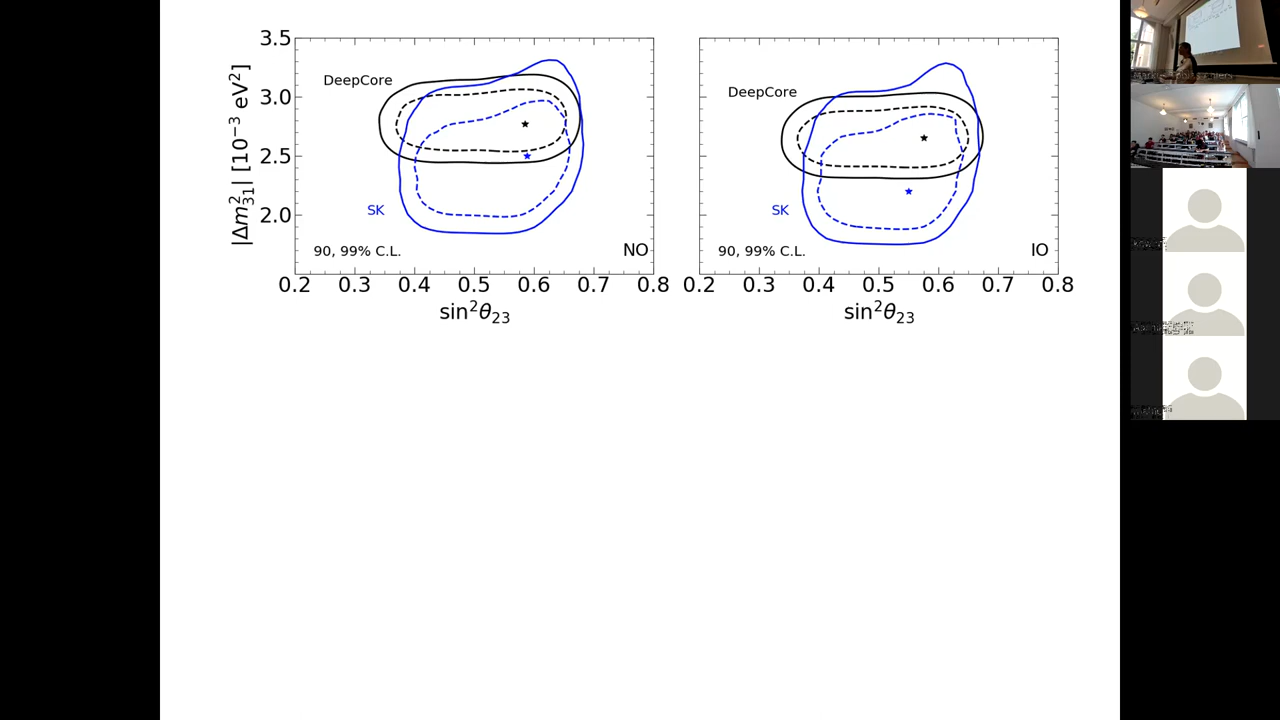 3.5
3.0
2.5
2.0
|Δm²₃₁| [10⁻³ eV²]
DeepCore
SK
90, 99% C.L.
NO
0.2 0.3 0.4 0.5 0.6 0.7 0.8
sin²θ₂₃
DeepCore
SK
90, 99% C.L.
IO
0.2 0.3 0.4 0.5 0.6 0.7 0.8
sin²θ₂₃